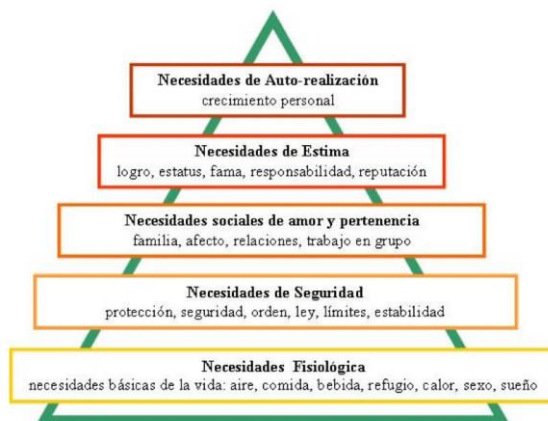 Necesidades de Auto-realización
crecimiento personal
Necesidades de Estima
logro, estatus, fama, responsabilidad, reputación
Necesidades sociales de amor y pertenencia
familia, afecto, relaciones, trabajo en grupo
Necesidades de Seguridad
protección, seguridad, orden, ley, límites, estabilidad
Necesidades Fisiológica
necesidades básicas de la vida: aire, comida, bebida, refugio, calor, sexo, sueño